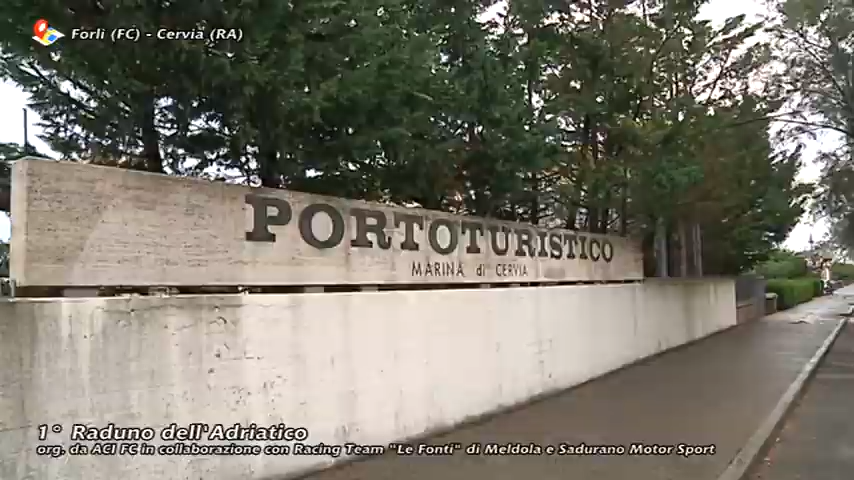 Forlì (FC) - Cervia (RA)
PORTOTURISTICO
MARINA di CERVIA
1° Raduno dell'Adriatico
org. da ACI FC in collaborazione con Racing Team "Le Fonti" di Meldola e Sadurano Motor Sport